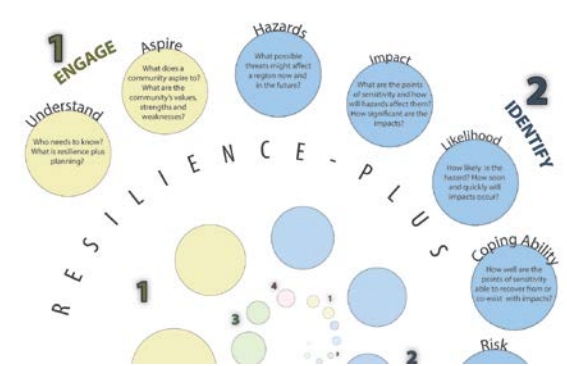 1
ENGAGE
Understand
Who needs to know?
What is resilience plus
planning?
Aspire
What does a
community aspire to?
What are the
community's values,
strengths and
weaknesses?
Hazards
What possible
threats might affect
a region now and
in the future?
Impact
What are the points
of sensitivity and how
will hazards affect them?
How significant are the
impacts?
2
IDENTIFY
Likelihood
How likely is the
hazard? How soon
and quickly will
impacts occur?
Coping Ability
How well are the
points of sensitivity
able to recover from or
co-exist with impacts?
Risk
RESILIENCE-PLUS
1
4
3
1
2